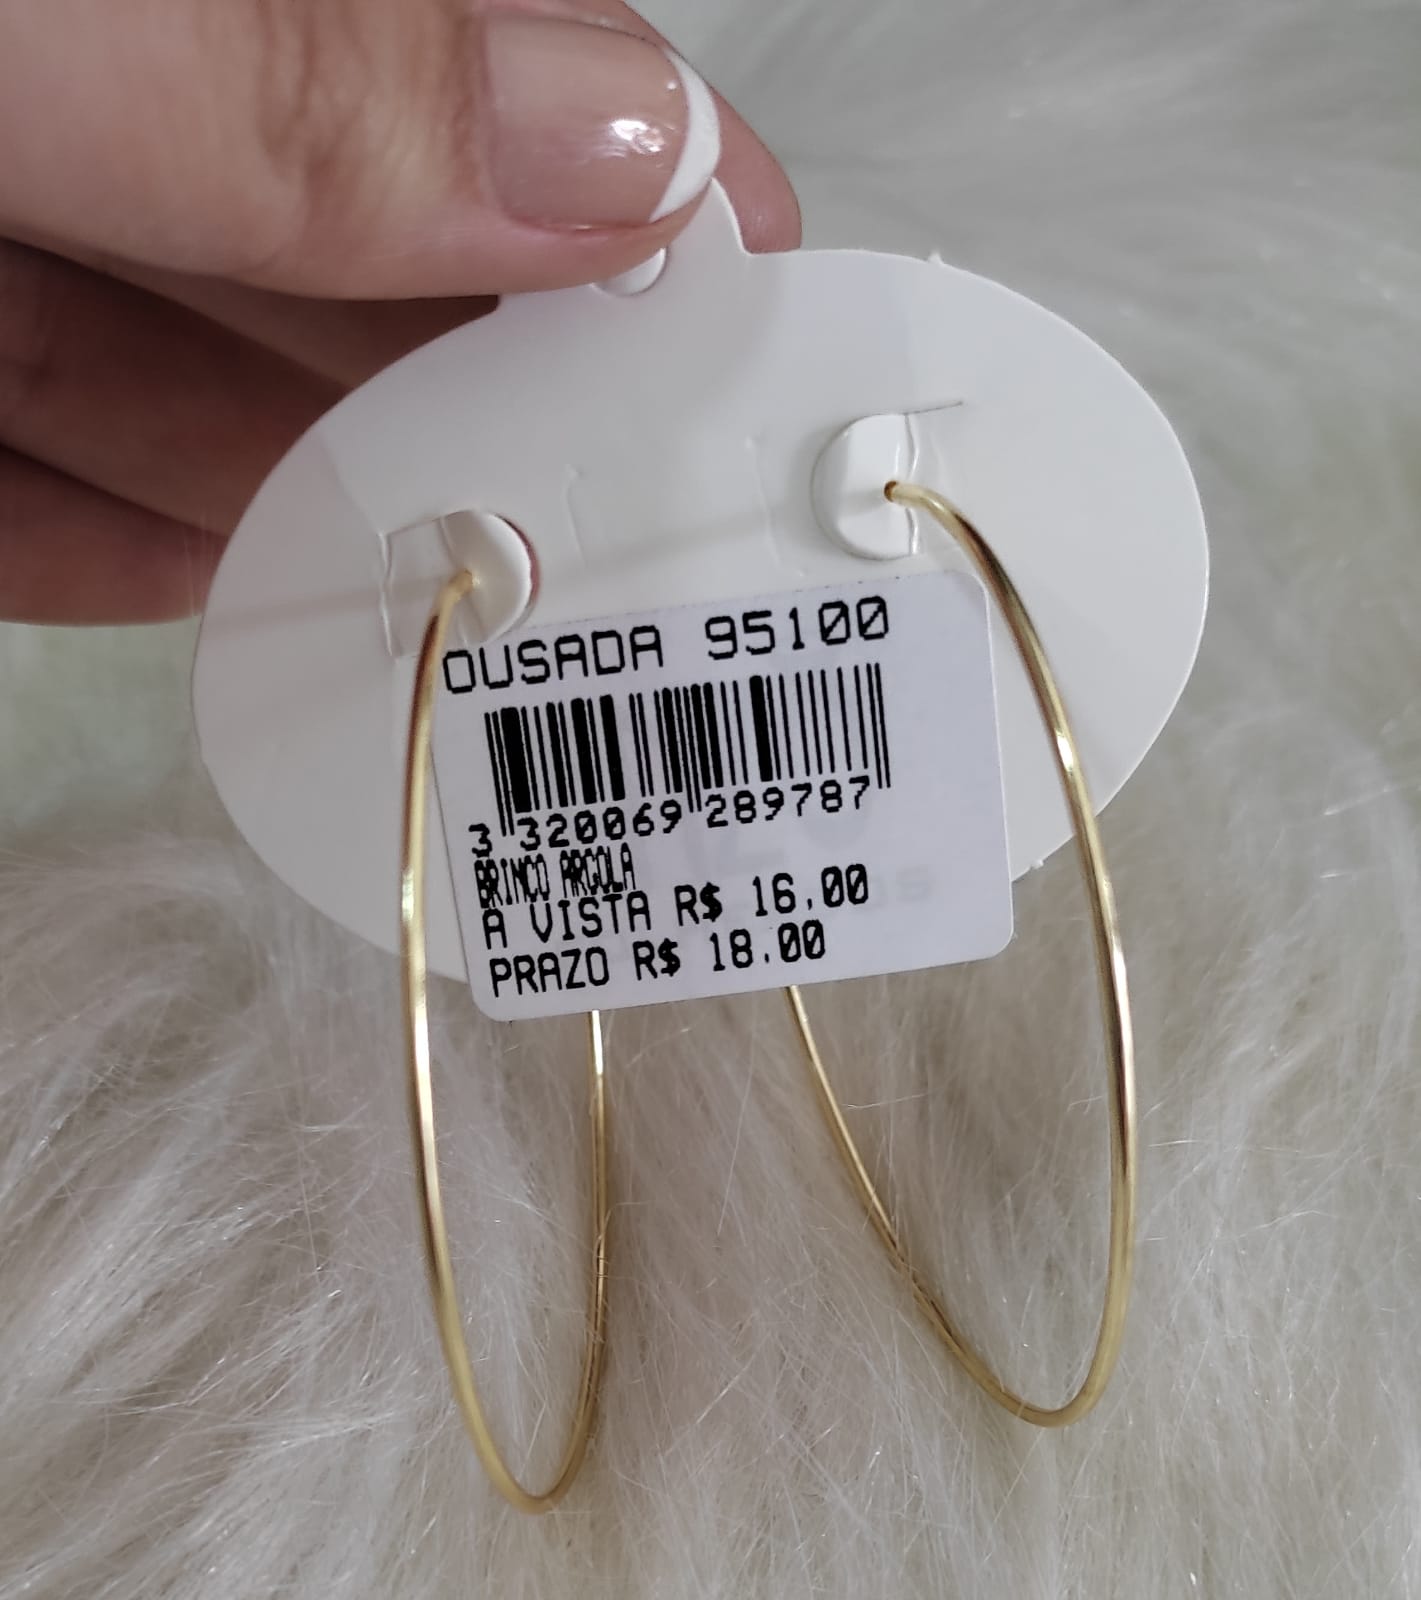 OUSADA 95100
3 320069 289787
BRINCO ARGOLA
A VISTA R$ 16,00
PRAZO R$ 18,00